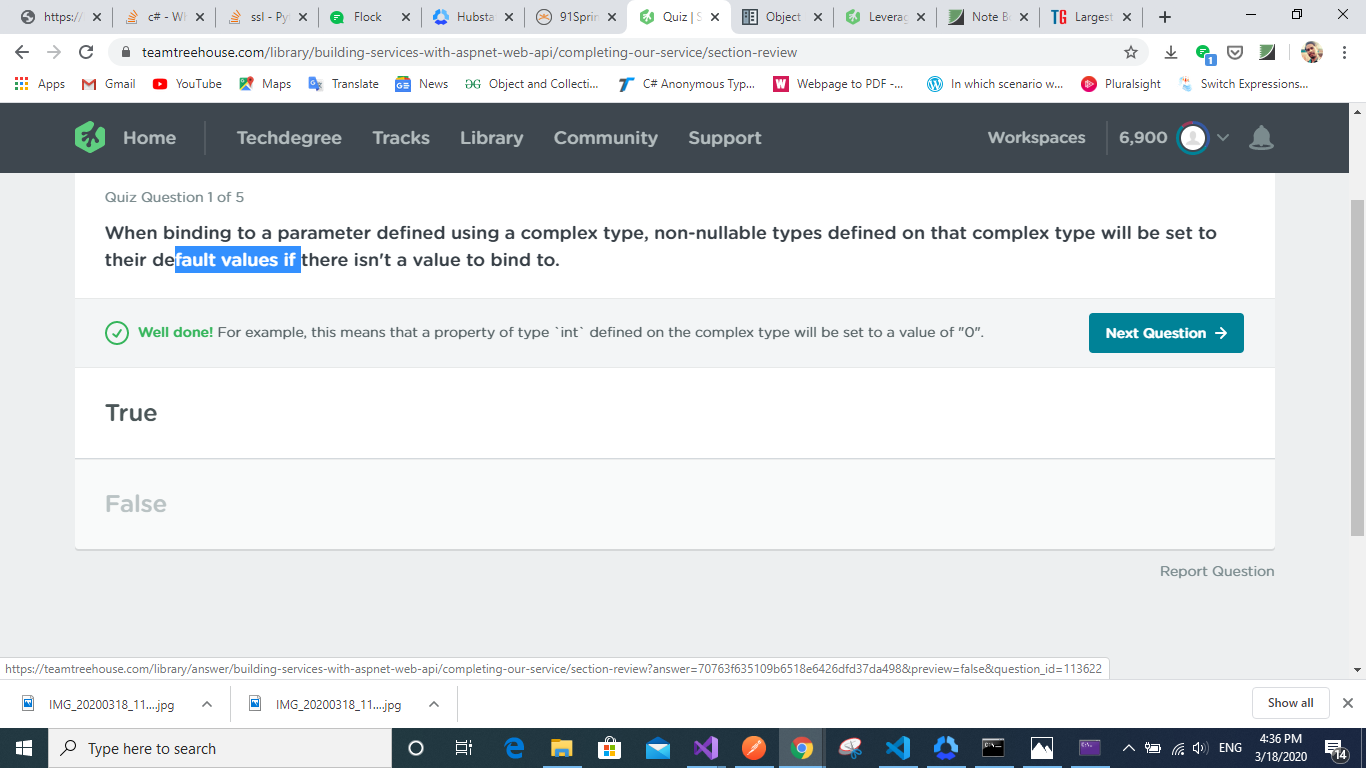 https:// c# - Wh ssl - Pyt Flock Hubsta 91Sprin Quiz | S Object Leverag Note B Largest
teamtreehouse.com/library/building-services-with-aspnet-web-api/completing-our-service/section-review
1
Apps Gmail YouTube Maps Translate News Object and Collecti... C# Anonymous Typ... Webpage to PDF -... In which scenario w... Pluralsight Switch Expressions...
Home Techdegree Tracks Library Community Support Workspaces 6,900
Quiz Question 1 of 5
When binding to a parameter defined using a complex type, non-nullable types defined on that complex type will be set to
their default values if there isn't a value to bind to.
Well done! For example, this means that a property of type `int` defined on the complex type will be set to a value of "0". Next Question →
True
False
Report Question
https://teamtreehouse.com/library/answer/building-services-with-aspnet-web-api/completing-our-service/section-review?answer=70763f635109b6518e6426dfd37da498&preview=false&question_id=113622
IMG_20200318_11....jpg IMG_20200318_11....jpg Show all
Type here to search ENG 4:36 PM
3/18/2020 14